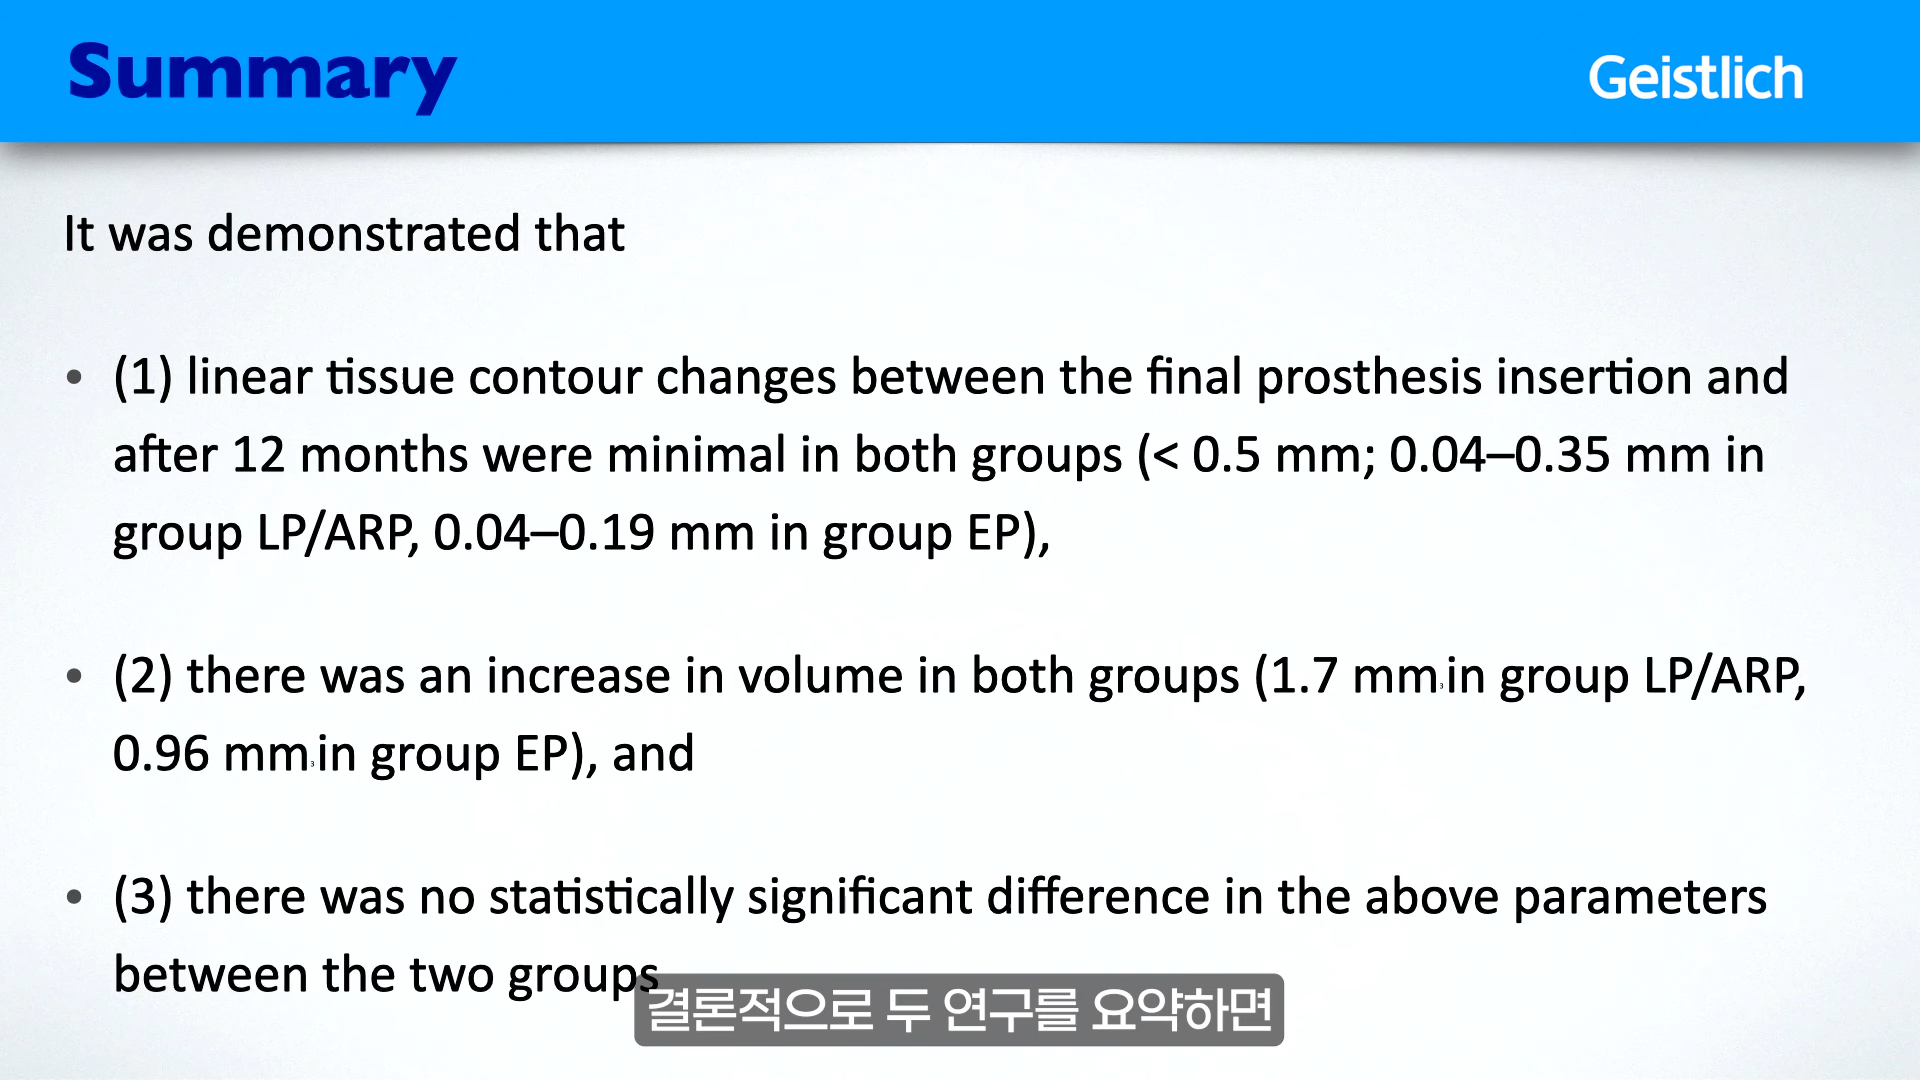 Summary
Geistlich
It was demonstrated that
• (1) linear tissue contour changes between the final prosthesis insertion and
after 12 months were minimal in both groups (< 0.5 mm; 0.04–0.35 mm in
group LP/ARP, 0.04–0.19 mm in group EP),
• (2) there was an increase in volume in both groups (1.7 mm3 in group LP/ARP,
0.96 mm3 in group EP), and
• (3) there was no statistically significant difference in the above parameters
between the two groups
결론적으로 두 연구를 요약하면